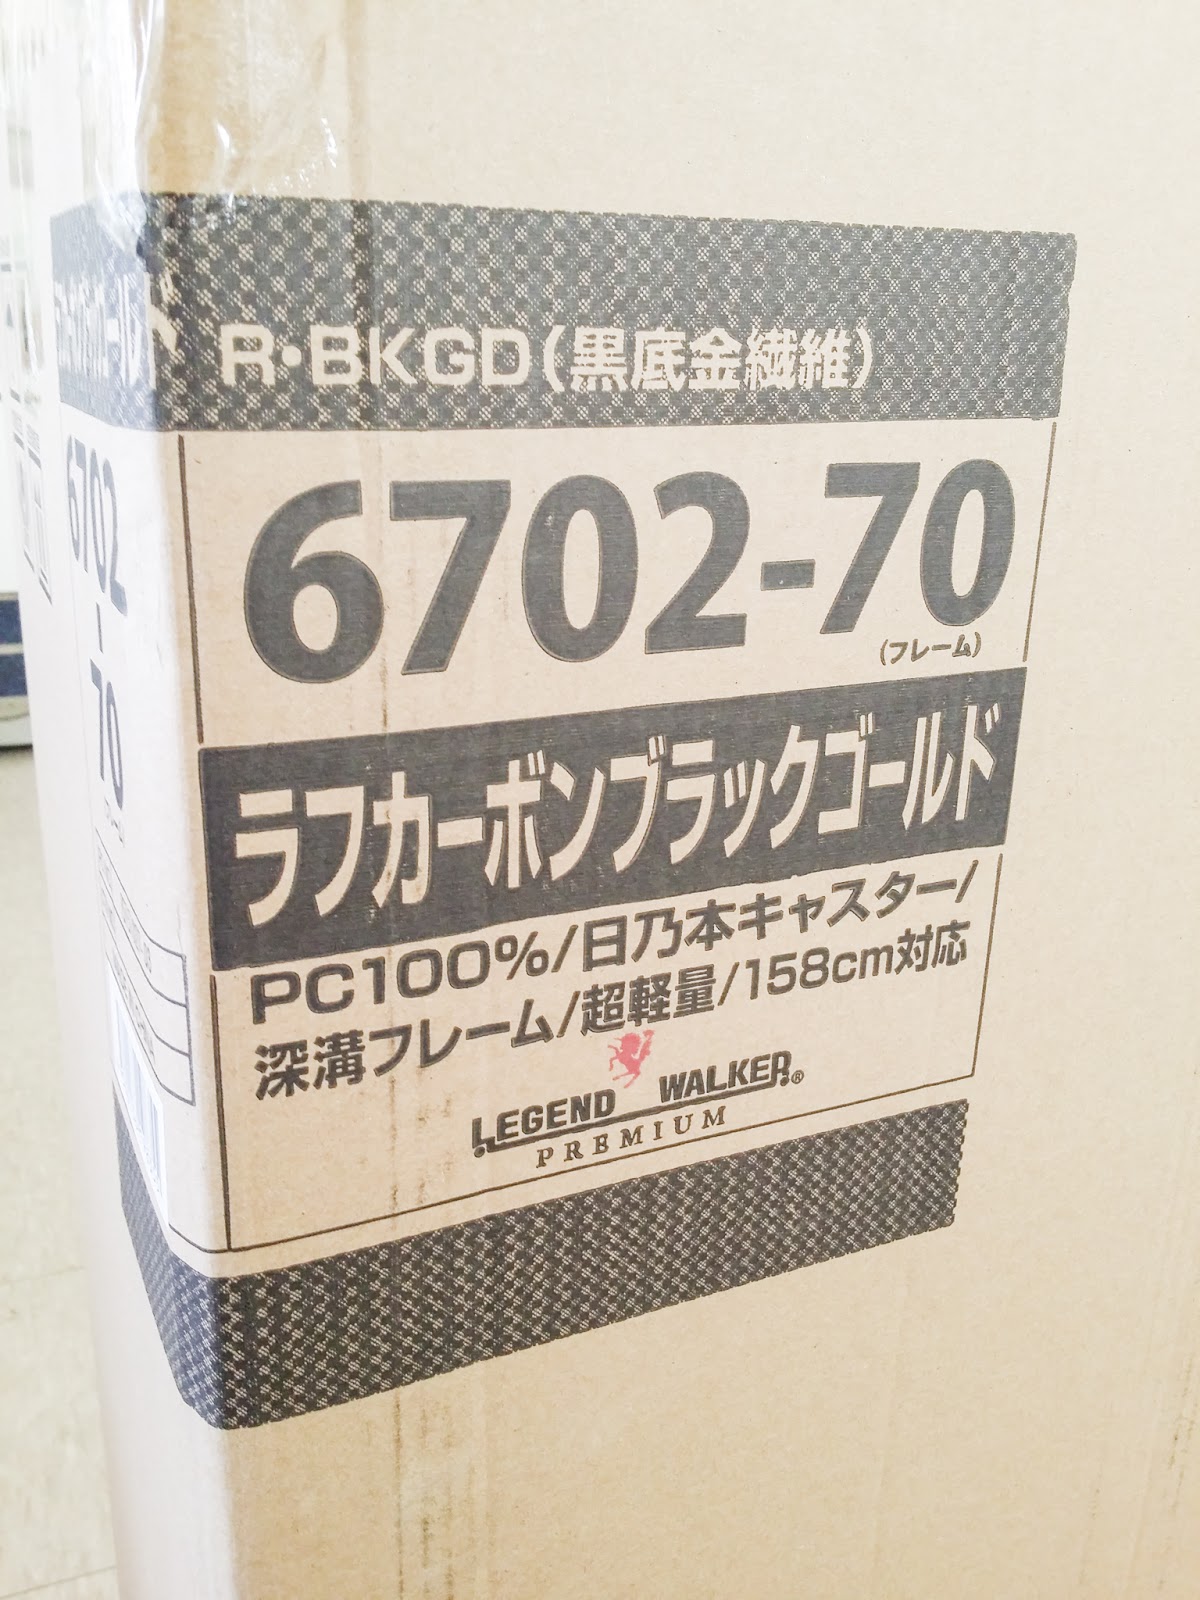 R・BKGD(黒底金繊維)
6702-70
(フレーム)
ラフカーボンブラックゴールド
PC100%/日乃本キャスター/
深溝フレーム/超軽量/158cm対応
LEGEND WALKER®
PREMIUM
6702-70